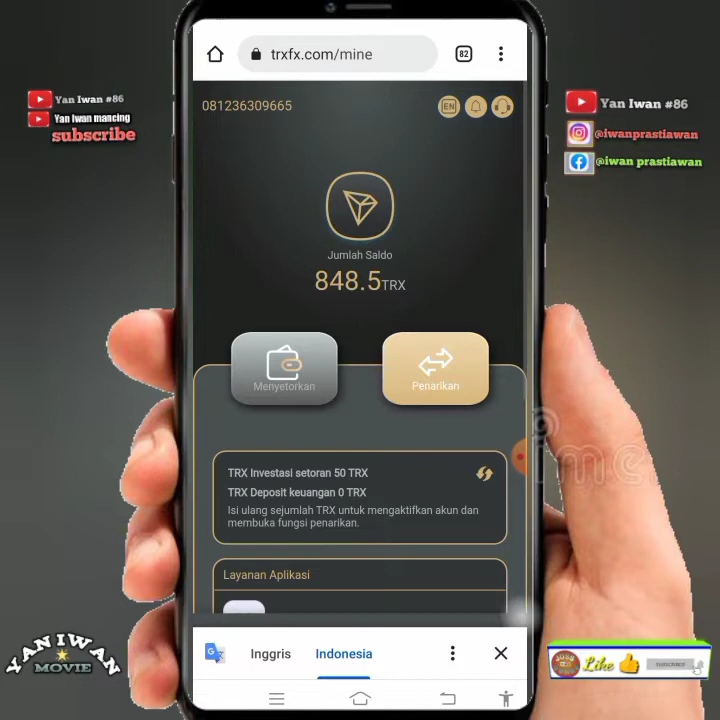 trxfx.com/mine
82
081236309665
EN
Jumlah Saldo
848.5TRX
Menyetorkan
Penarikan
TRX Investasi setoran 50 TRX
TRX Deposit keuangan 0 TRX
Isi ulang sejumlah TRX untuk mengaktifkan akun dan
membuka fungsi penarikan.
Layanan Aplikasi
G
Inggris
Indonesia
Yan Iwan #86
Yan Iwan mancing
subscribe
Yan Iwan #86
@iwanprastiawan
@iwan prastiawan
YAN IWAN
MOVIE
Like